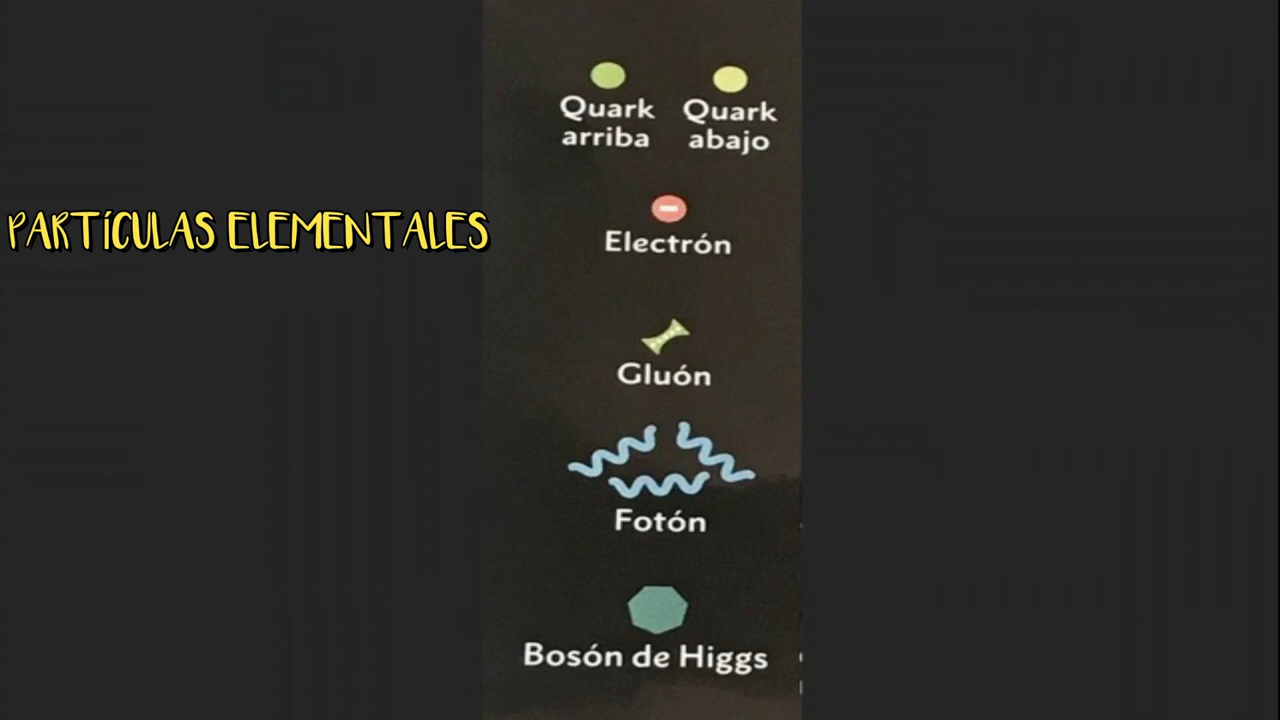 PARTÍCULAS ELEMENTALES
Quark
arriba
Quark
abajo
Electrón
Gluón
Fotón
Bosón de Higgs